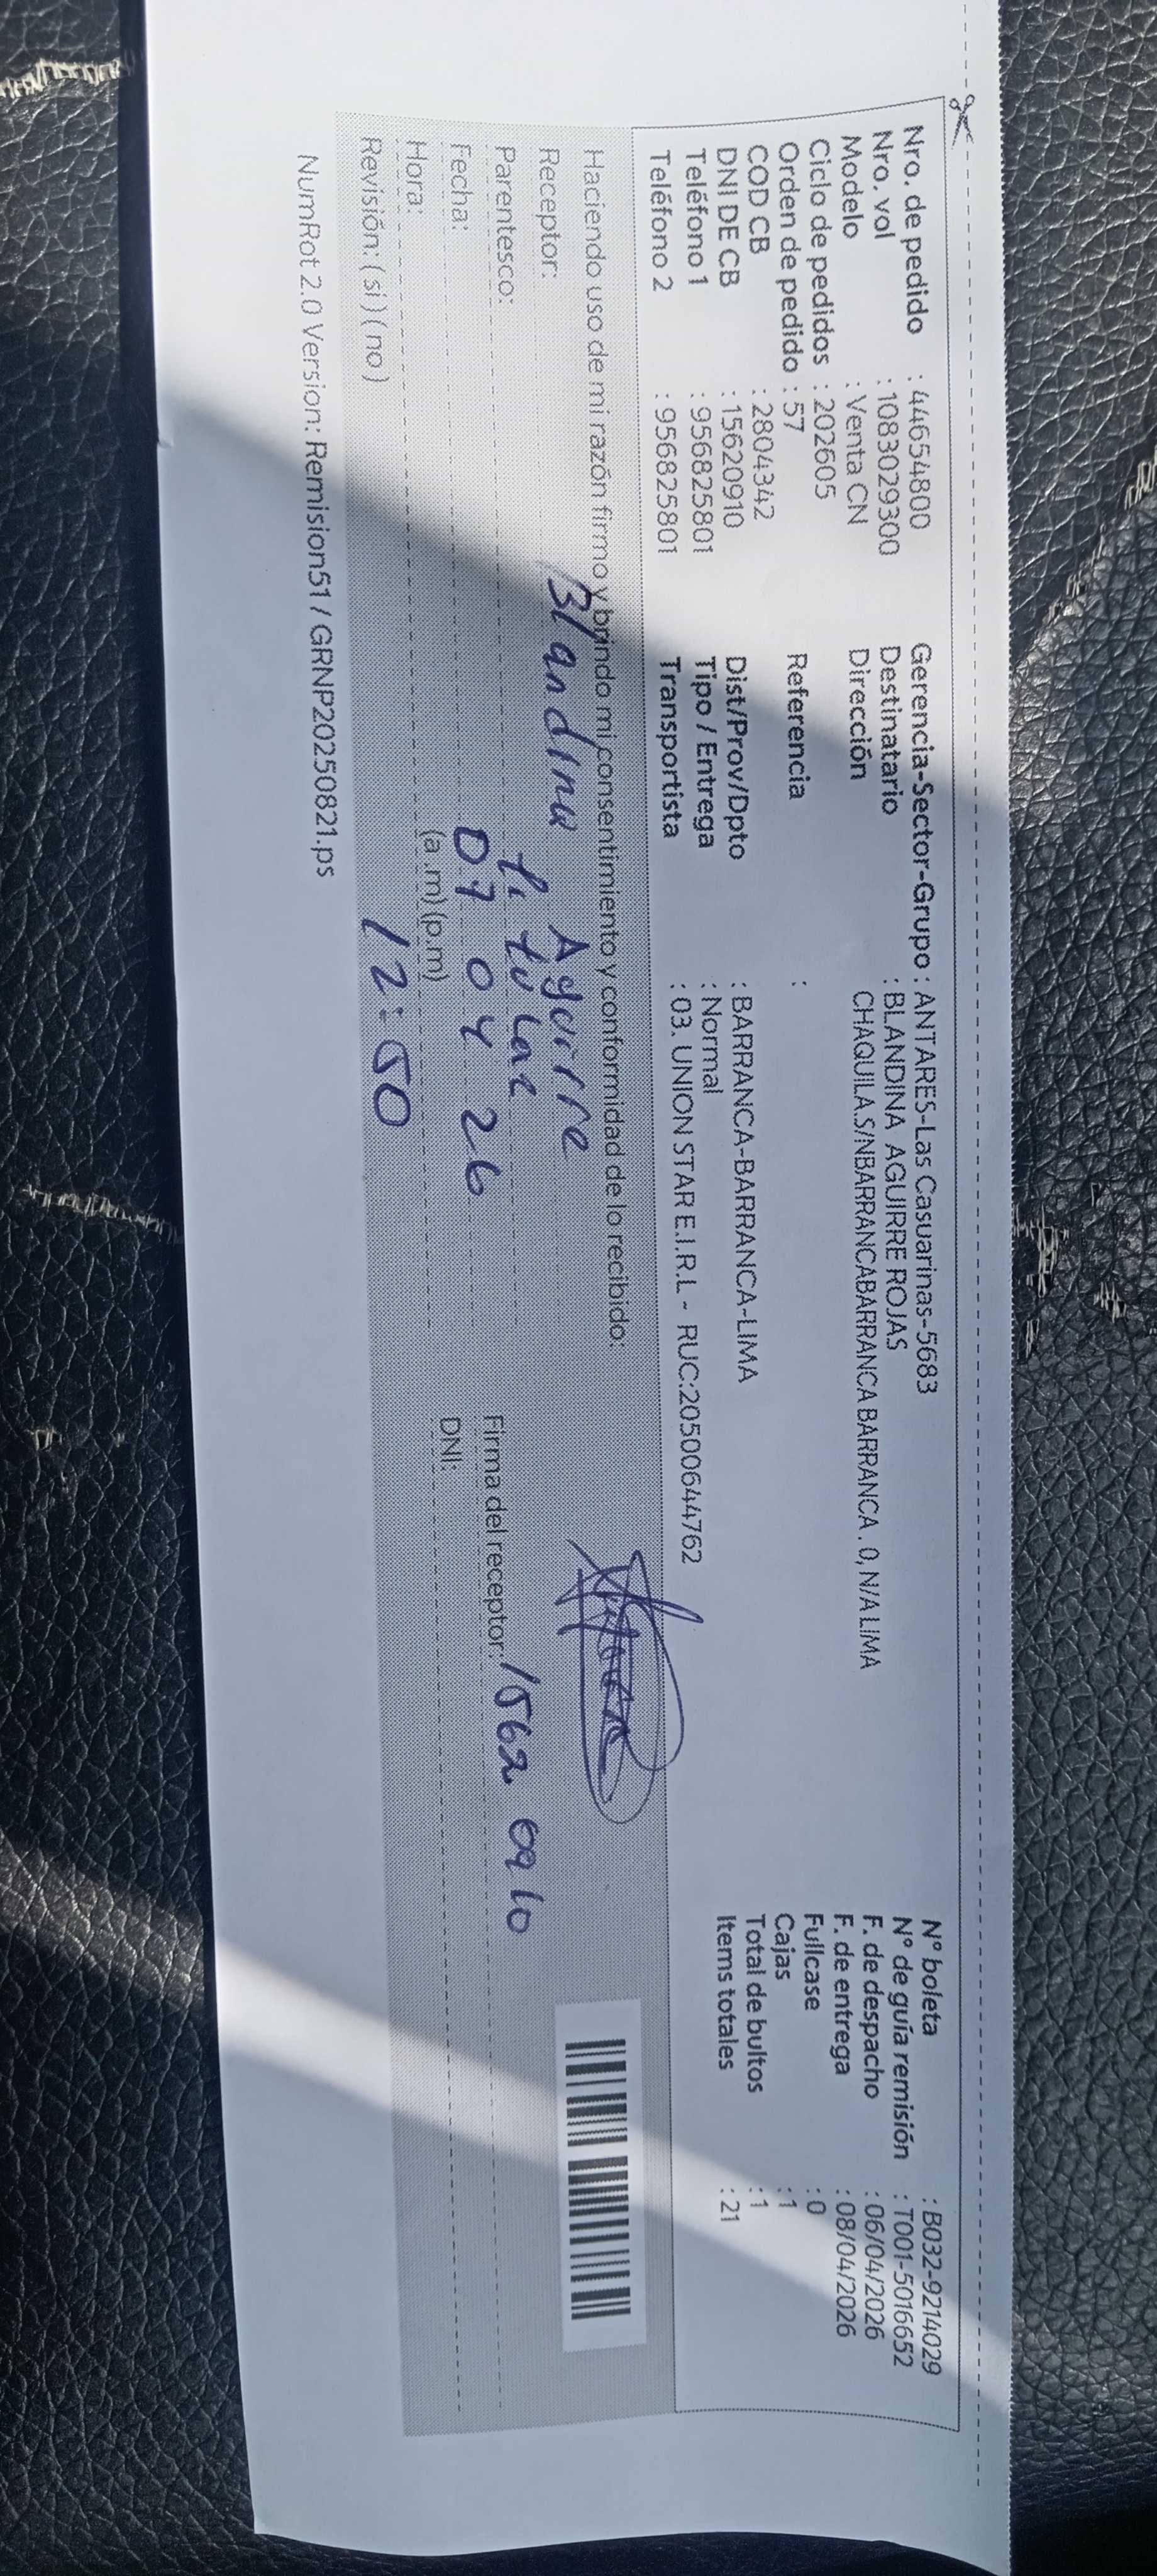 Nro. de pedido : 44654800
Nro. vol : 1083029300
Modelo : Venta CN
Ciclo de pedidos : 202605
Orden de pedido : 57
COD CB : 2804342
DNI DE CB : 15620910
Teléfono 1 : 956825801
Teléfono 2 : 956825801
Gerencia-Sector-Grupo : ANTARES-Las Casuarinas-5683
Destinatario : BLANDINA AGUIRRE ROJAS
Dirección CHAQUILA.S/NBARRANCABARRANCA BARRANCA . 0, N/A LIMA
Referencia :
Dist/Prov/Dpto : BARRANCA-BARRANCA-LIMA
Tipo / Entrega : Normal
Transportista : 03. UNION STAR E.I.R.L - RUC:20500644762
N° boleta : B032-9214029
N° de guía remisión : T001-5016652
F. de despacho : 06/04/2026
F. de entrega : 08/04/2026
Fullcase : 0
Cajas : 1
Total de bultos : 1
Items totales : 21
Haciendo uso de mi razón firmo y brindo mi consentimiento y conformidad de lo recibido:
Receptor: Blandina Aguirre
Parentesco: titular
Fecha: 07 04 26
Hora: (a.m) (p.m) 12:50
Revisión: (si) (no)
Firma del receptor:
DNI: 1562 0910
NumRot 2.0 Version: Remision51 / GRNP20250821.ps